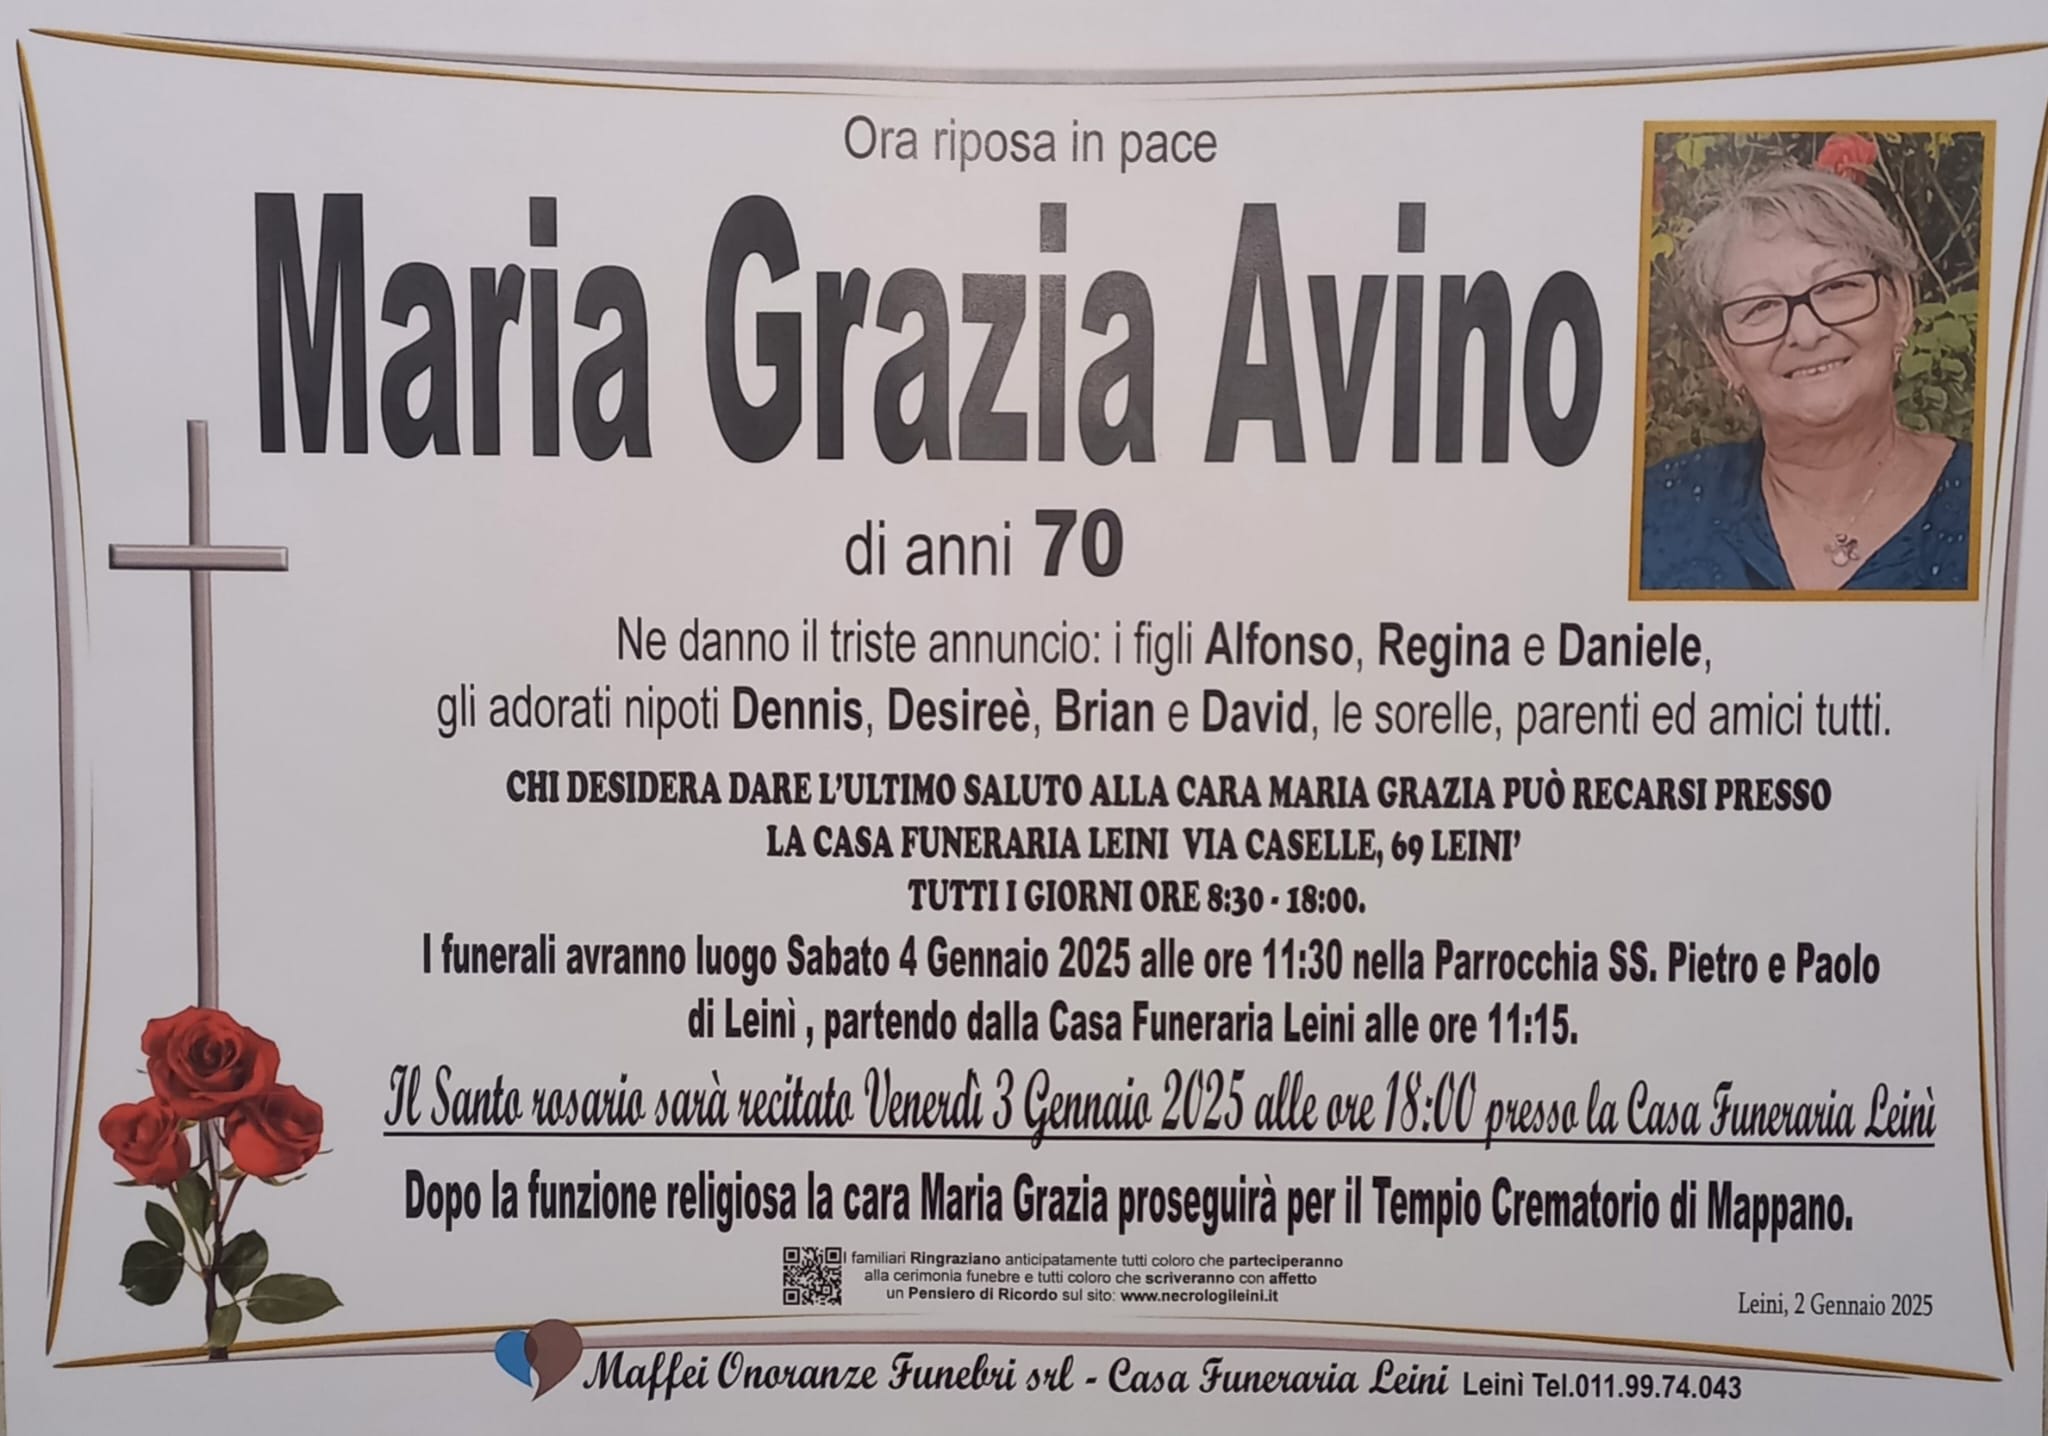 Ora riposa in pace
Maria Grazia Avino
di anni 70
Ne danno il triste annuncio: i figli Alfonso, Regina e Daniele,
gli adorati nipoti Dennis, Desireè, Brian e David, le sorelle, parenti ed amici tutti.
CHI DESIDERA DARE L'ULTIMO SALUTO ALLA CARA MARIA GRAZIA PUÒ RECARSI PRESSO
LA CASA FUNERARIA LEINI VIA CASELLE, 69 LEINI'
TUTTI I GIORNI ORE 8:30 - 18:00.
I funerali avranno luogo Sabato 4 Gennaio 2025 alle ore 11:30 nella Parrocchia SS. Pietro e Paolo
di Leinì , partendo dalla Casa Funeraria Leini alle ore 11:15.
Il Santo rosario sarà recitato Venerdì 3 Gennaio 2025 alle ore 18:00 presso la Casa Funeraria Leinì
Dopo la funzione religiosa la cara Maria Grazia proseguirà per il Tempio Crematorio di Mappano.
I familiari Ringraziano anticipatamente tutti coloro che parteciperanno
alla cerimonia funebre e tutti coloro che scriveranno con affetto
un Pensiero di Ricordo sul sito: www.necrologileini.it
Leini, 2 Gennaio 2025
Maffei Onoranze Funebri srl - Casa Funeraria Leini Leinì Tel.011.99.74.043